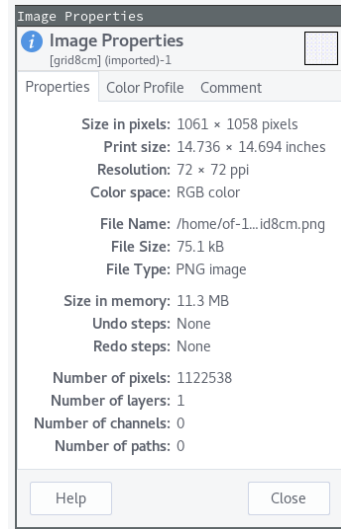 Image Properties
Image Properties
[grid8cm] (imported)-1
Properties Color Profile Comment
Size in pixels: 1061 × 1058 pixels
Print size: 14.736 × 14.694 inches
Resolution: 72 × 72 ppi
Color space: RGB color
File Name: /home/of-1...id8cm.png
File Size: 75.1 kB
File Type: PNG image
Size in memory: 11.3 MB
Undo steps: None
Redo steps: None
Number of pixels: 1122538
Number of layers: 1
Number of channels: 0
Number of paths: 0
Help Close